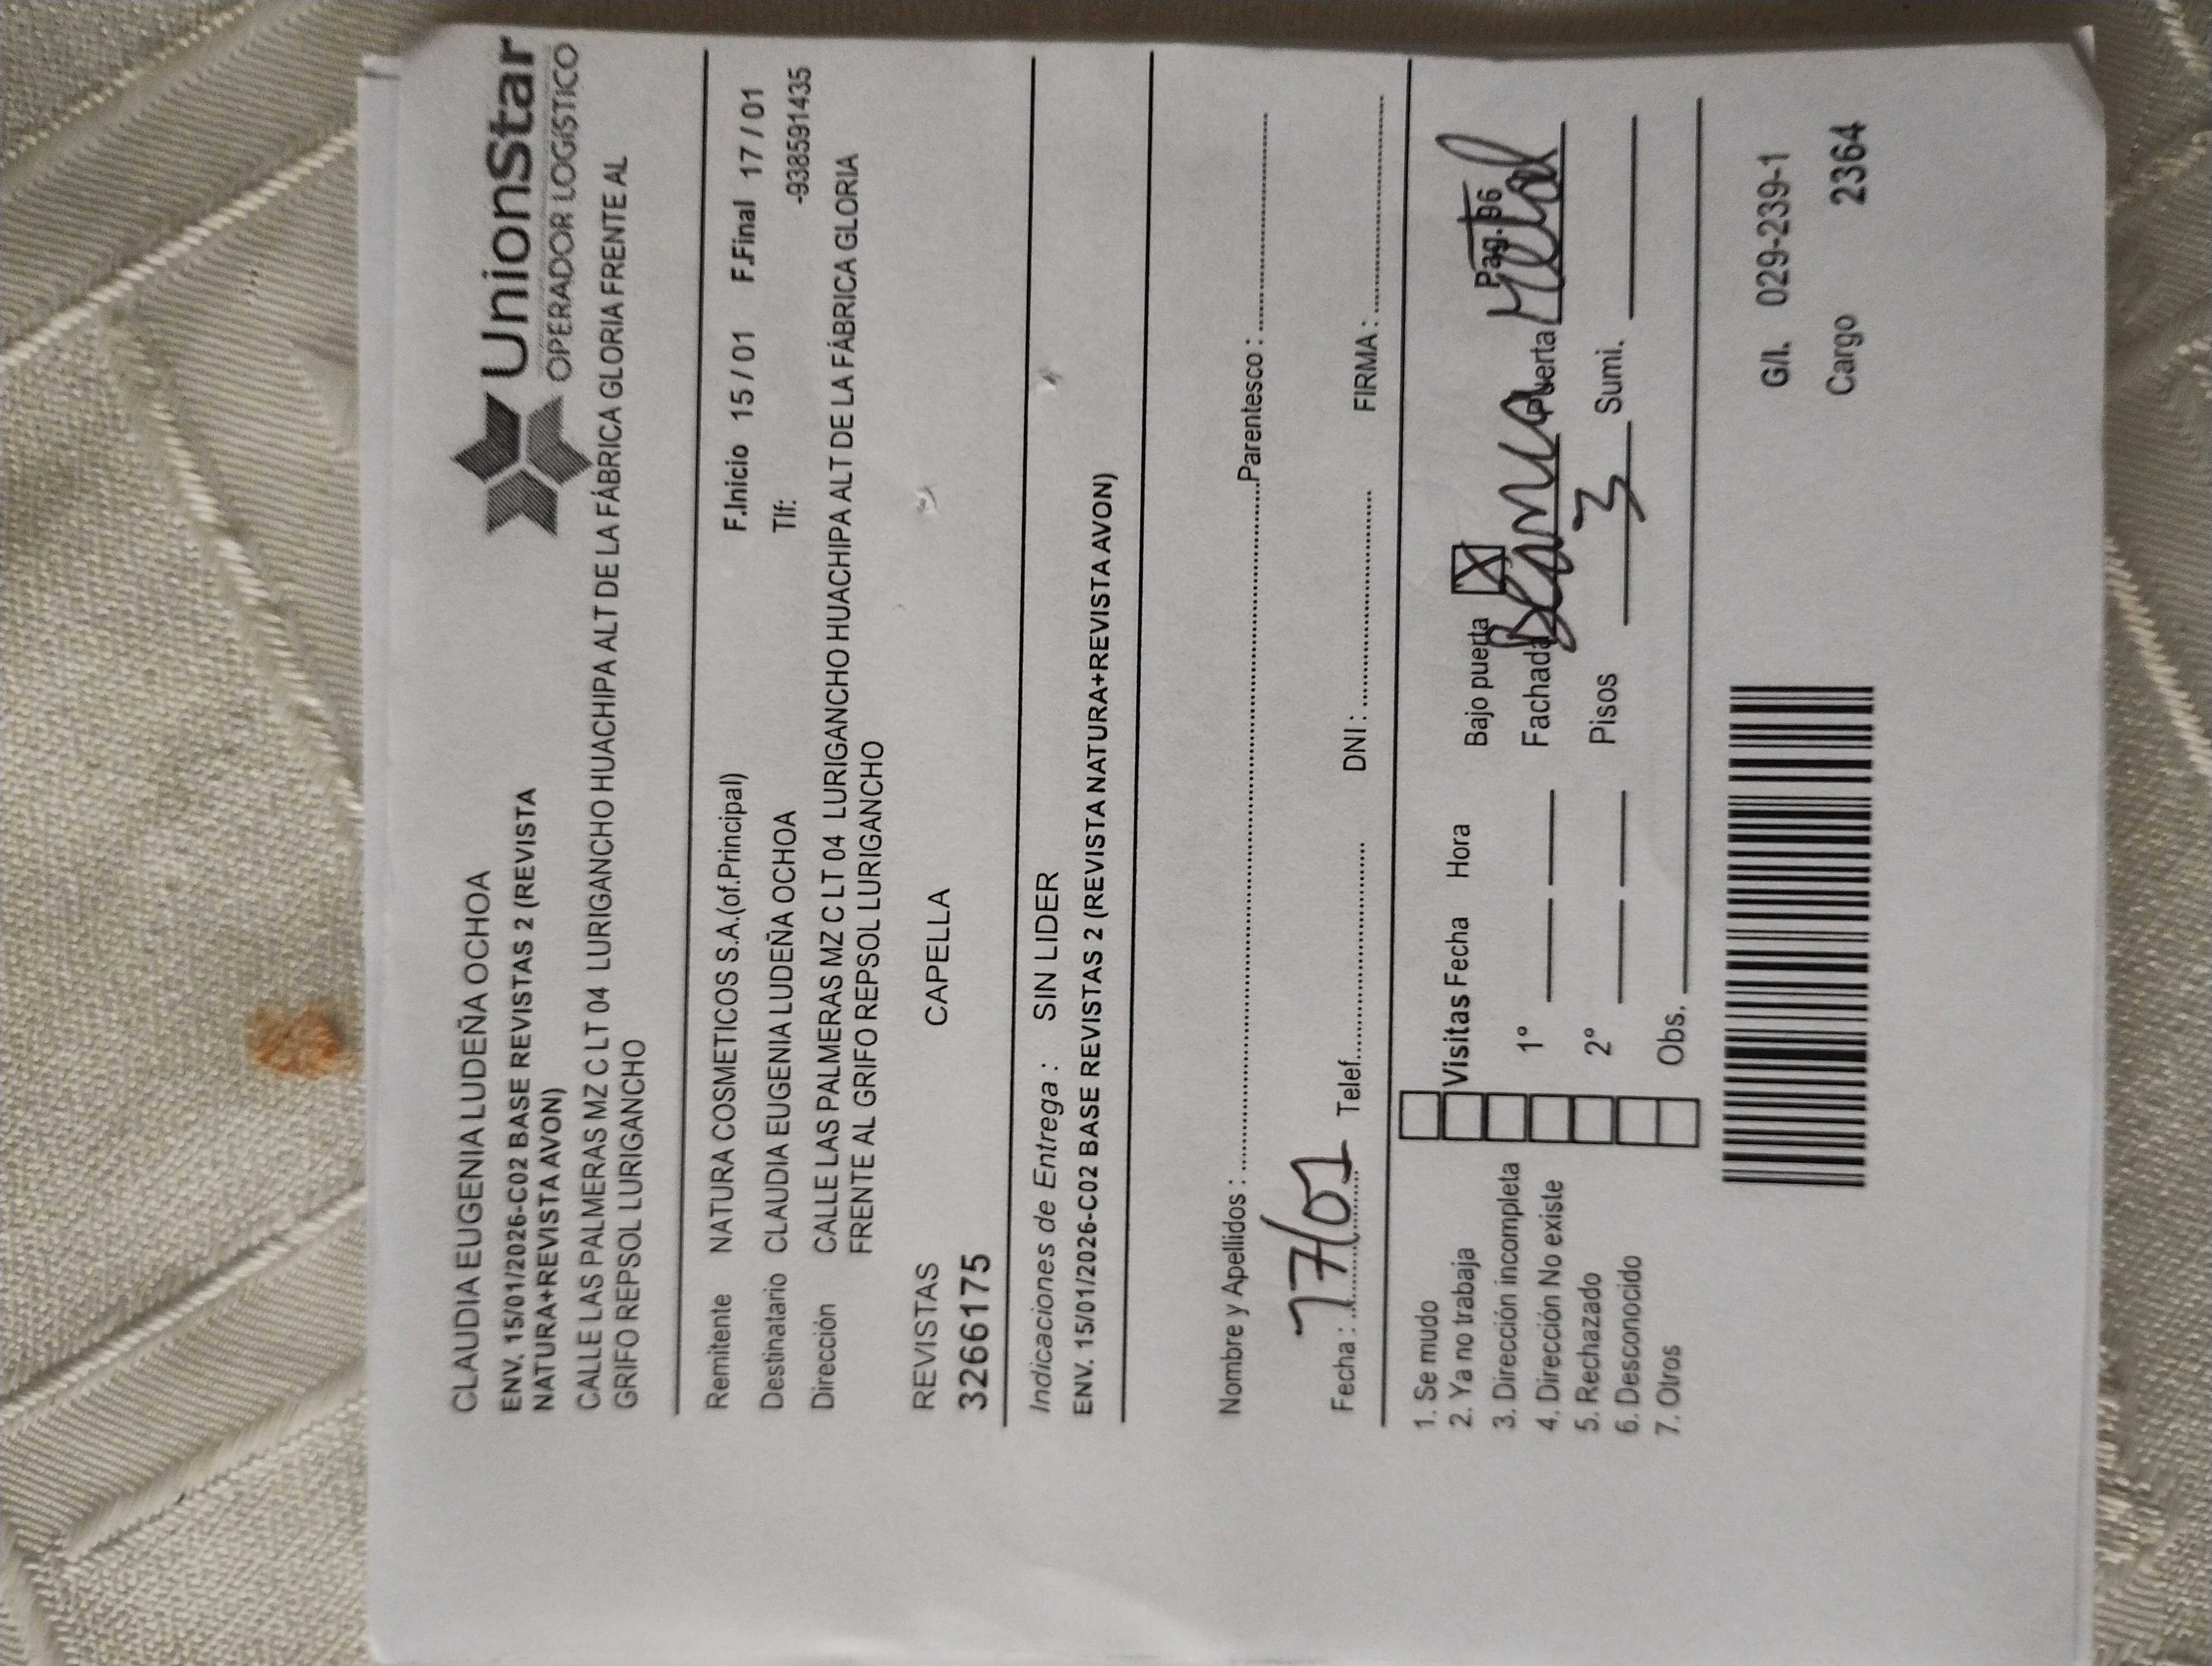 CLAUDIA EUGENIA LUDEÑA OCHOA
UnionStar
OPERADOR LOGÍSTICO
ENV. 15/01/2026-C02 BASE REVISTAS 2 (REVISTA
NATURA+REVISTA AVON)
CALLE LAS PALMERAS MZ C LT 04 LURIGANCHO HUACHIPA ALT DE LA FÁBRICA GLORIA FRENTE AL
GRIFO REPSOL LURIGANCHO
Remitente NATURA COSMETICOS S.A.(of.Principal) F.Inicio 15 / 01 F.Final 17 / 01
Destinatario CLAUDIA EUGENIA LUDEÑA OCHOA Tlf: -938591435
Dirección CALLE LAS PALMERAS MZ C LT 04 LURIGANCHO HUACHIPA ALT DE LA FÁBRICA GLORIA
FRENTE AL GRIFO REPSOL LURIGANCHO
REVISTAS CAPELLA
3266175
Indicaciones de Entrega : SIN LIDER
ENV. 15/01/2026-C02 BASE REVISTAS 2 (REVISTA NATURA+REVISTA AVON)
Nombre y Apellidos : Parentesco :
Fecha : 17/01 Telef. DNI : FIRMA :
1. Se mudo
2. Ya no trabaja
3. Dirección incompleta
4. Dirección No existe
5. Rechazado
6. Desconocido
7. Otros
Visitas Fecha Hora Bajo puerta X Pag. 96
1° Fachada Blanca Puerta Metal
2° Pisos 3 Sumi.
Obs.
G/I. 029-239-1
Cargo 2364